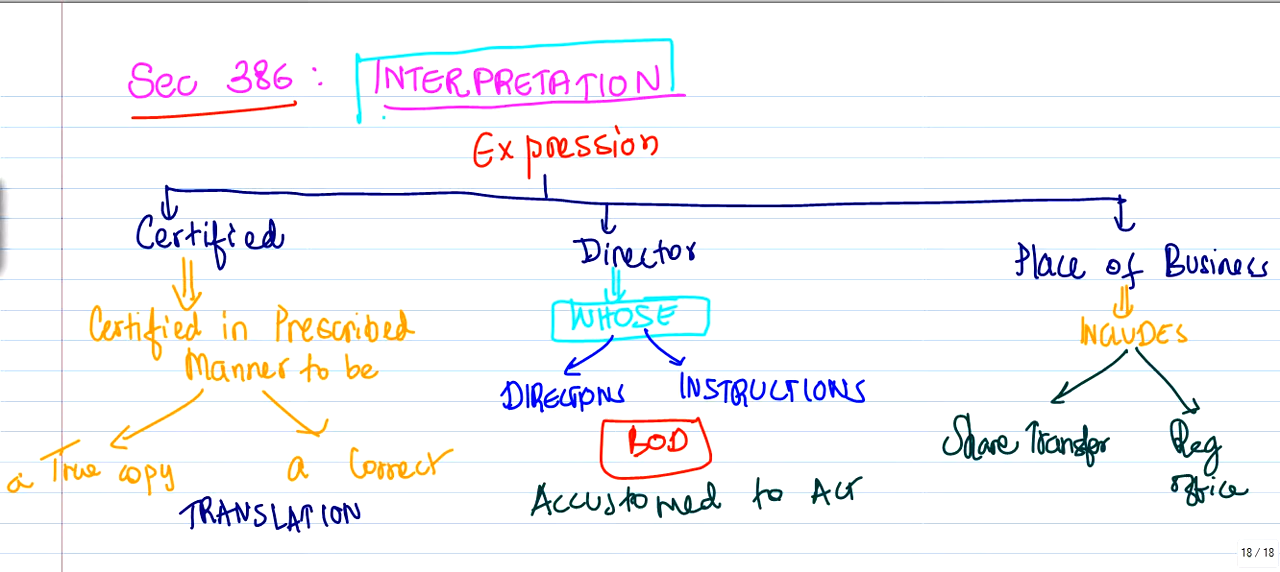 Sec 386 : INTERPRETATION
Expression
Certified
Director
Place of Business
WHOSE
Certified in Prescribed
Manner to be
INCLUDES
DIRECTIONS INSTRUCTIONS
BOD
Share Transfer
Reg
office
a True copy
a Correct
TRANSLATION
Accustomed to Act
18 / 18